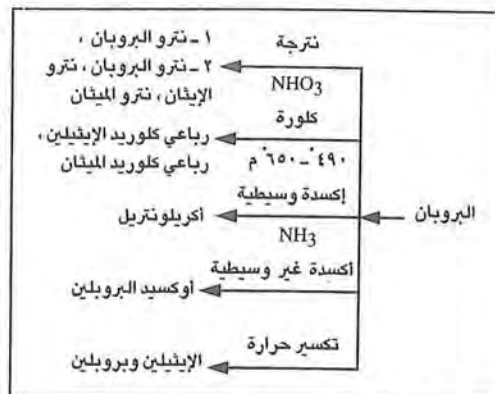 نترجة
١ - نترو البروبان ،
٢ - نترو البروبان ، نترو
الإيثان ، نترو الميثان
NHO3
كلورة
رباعي كلوريد الإيثيلين ،
رباعي كلوريد الميثان
٤٩٠ْ - ٦٥٠ْ م
إكسدة وسيطية
أكريلونتريل
NH3
البروبان
أكسدة غير وسيطية
أوكسيد البروبلين
تكسير حرارة
الإيثيلين وبروبلين